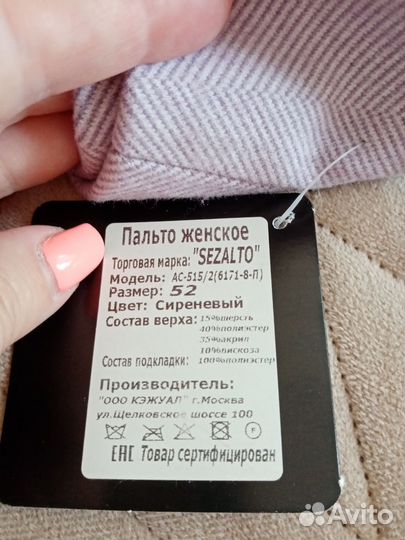 Пальто женское
Торговая марка: "SEZALTO"
Модель: АС-515/2(6171-8-П)
Размер: 52
Цвет: Сиреневый
Состав верха: 15%шерсть
40%полиэстер
35%акрил
10%вискоза
Состав подкладки: 100%полиэстер
Производитель:
"ООО КЭЖУАЛ" г.Москва
ул.Щелковское шоссе 100
EAC Товар сертифицирован
Avito